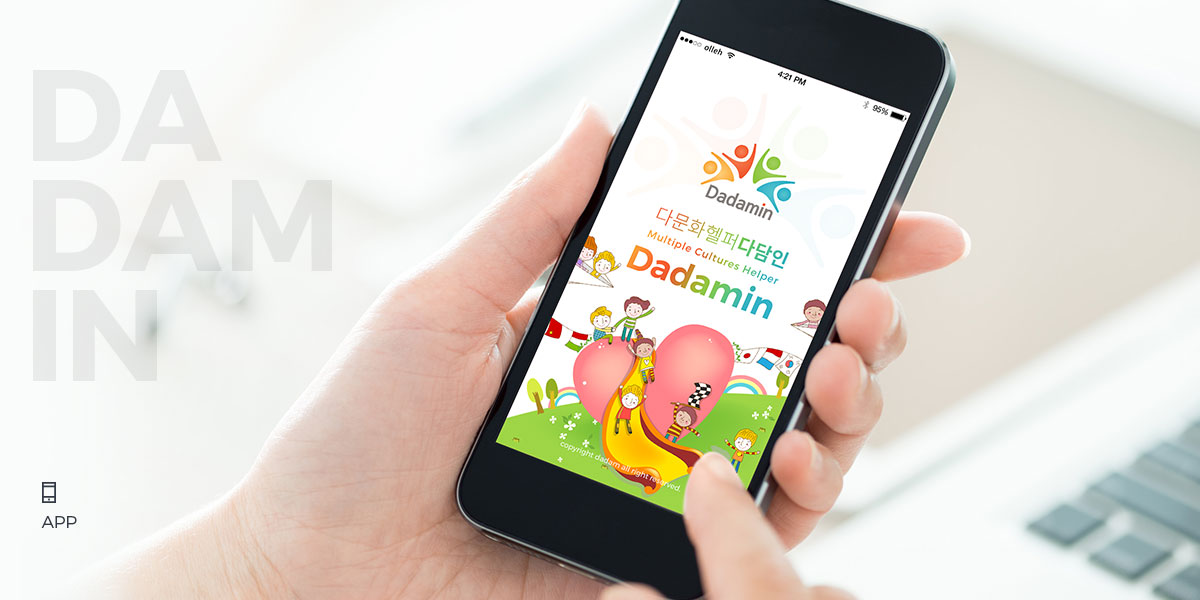 DA
DAM
IN
APP
olleh
4:21 PM
95%
Dadamin
다문화헬퍼다담인
Multiple Cultures Helper
Dadamin
copyright dadam all right reserved.